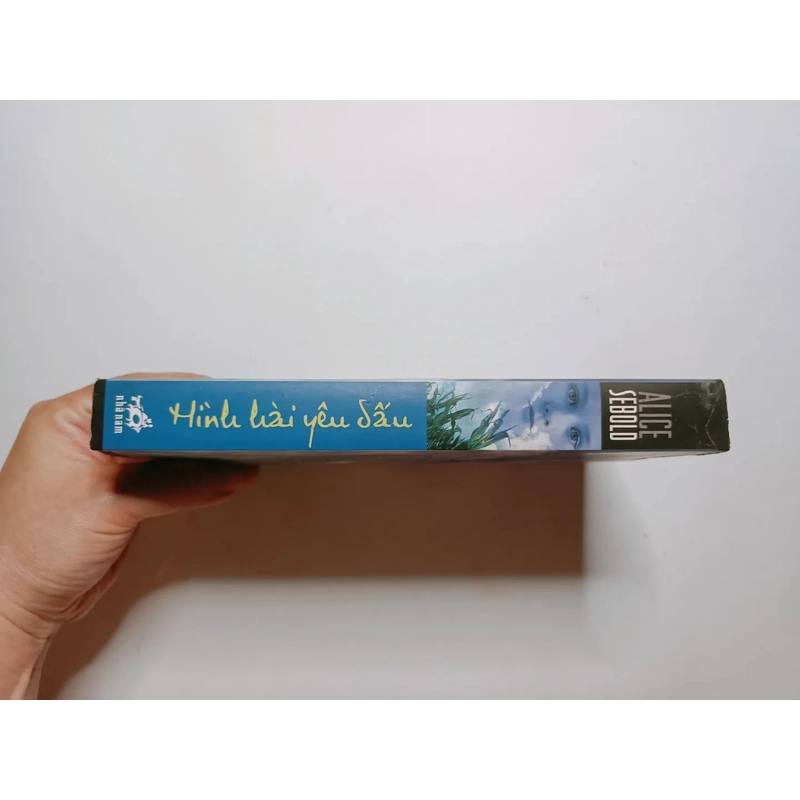 nhã nam
Hình hài yêu dấu
ALICE
SEBOLD